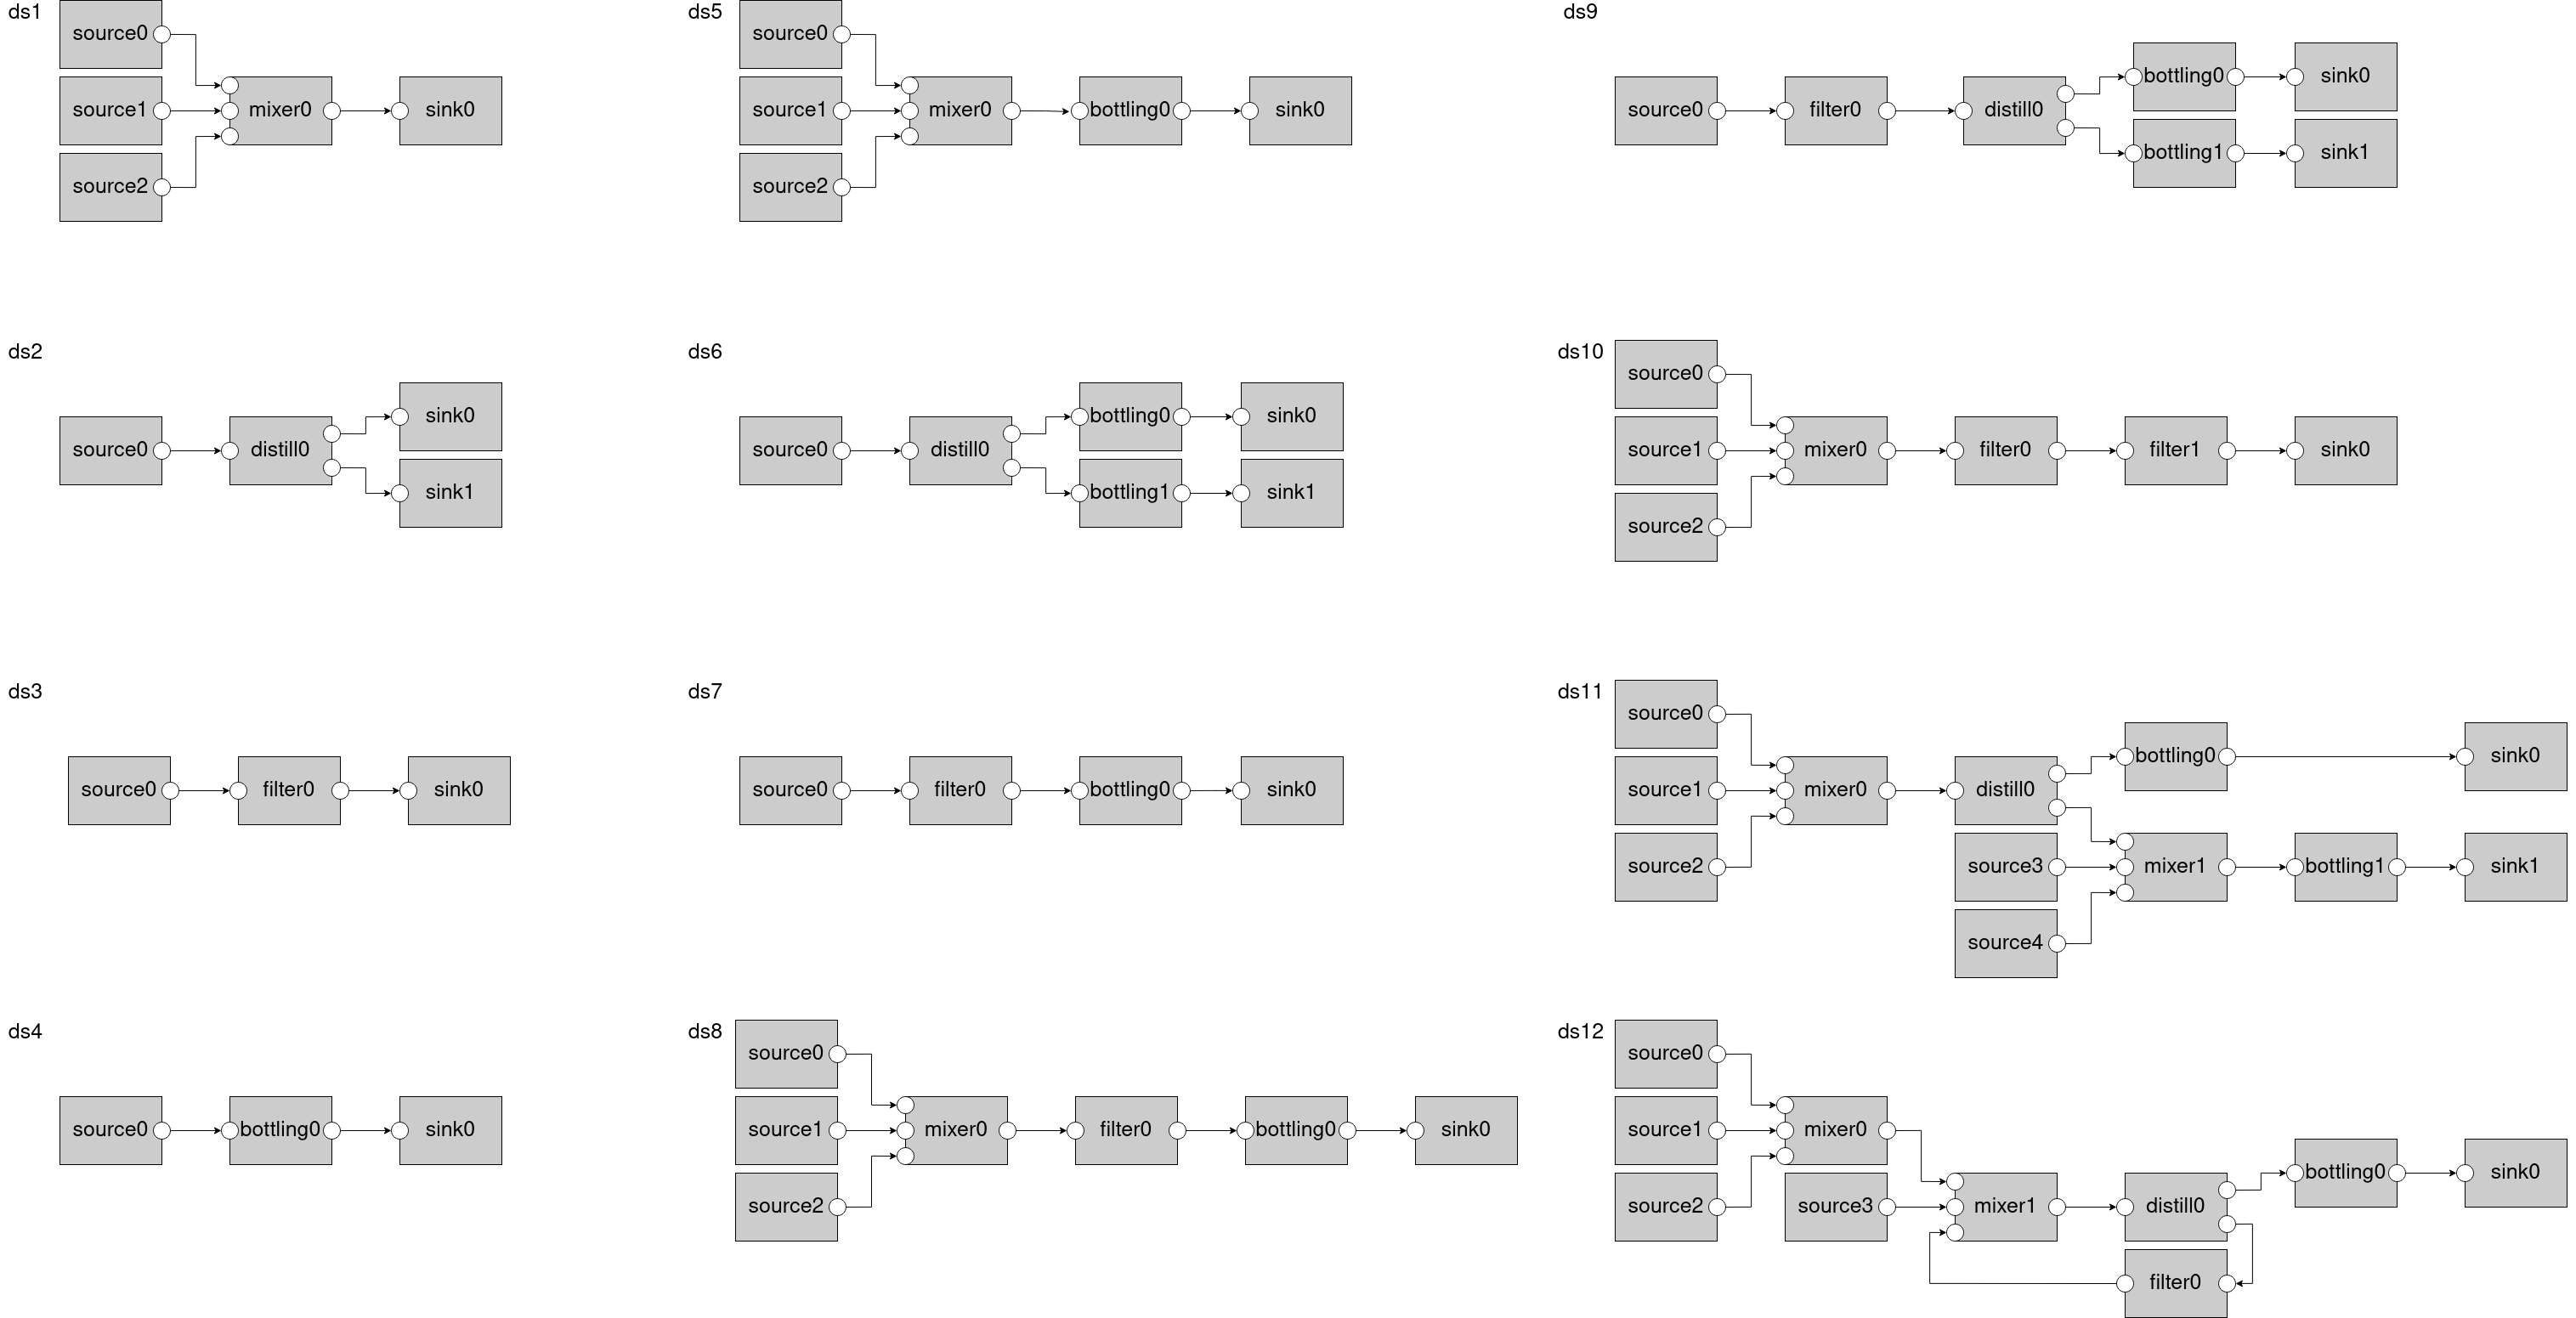 ds1
source0
source1
source2
mixer0
sink0
ds5
source0
source1
source2
mixer0
bottling0
sink0
ds9
source0
filter0
distill0
bottling0
sink0
bottling1
sink1
ds2
source0
distill0
sink0
sink1
ds6
source0
distill0
bottling0
sink0
bottling1
sink1
ds10
source0
source1
source2
mixer0
filter0
filter1
sink0
ds3
source0
filter0
sink0
ds7
source0
filter0
bottling0
sink0
ds11
source0
source1
source2
mixer0
distill0
bottling0
sink0
source3
source4
mixer1
bottling1
sink1
ds4
source0
bottling0
sink0
ds8
source0
source1
source2
mixer0
filter0
bottling0
sink0
ds12
source0
source1
source2
mixer0
source3
mixer1
distill0
bottling0
sink0
filter0